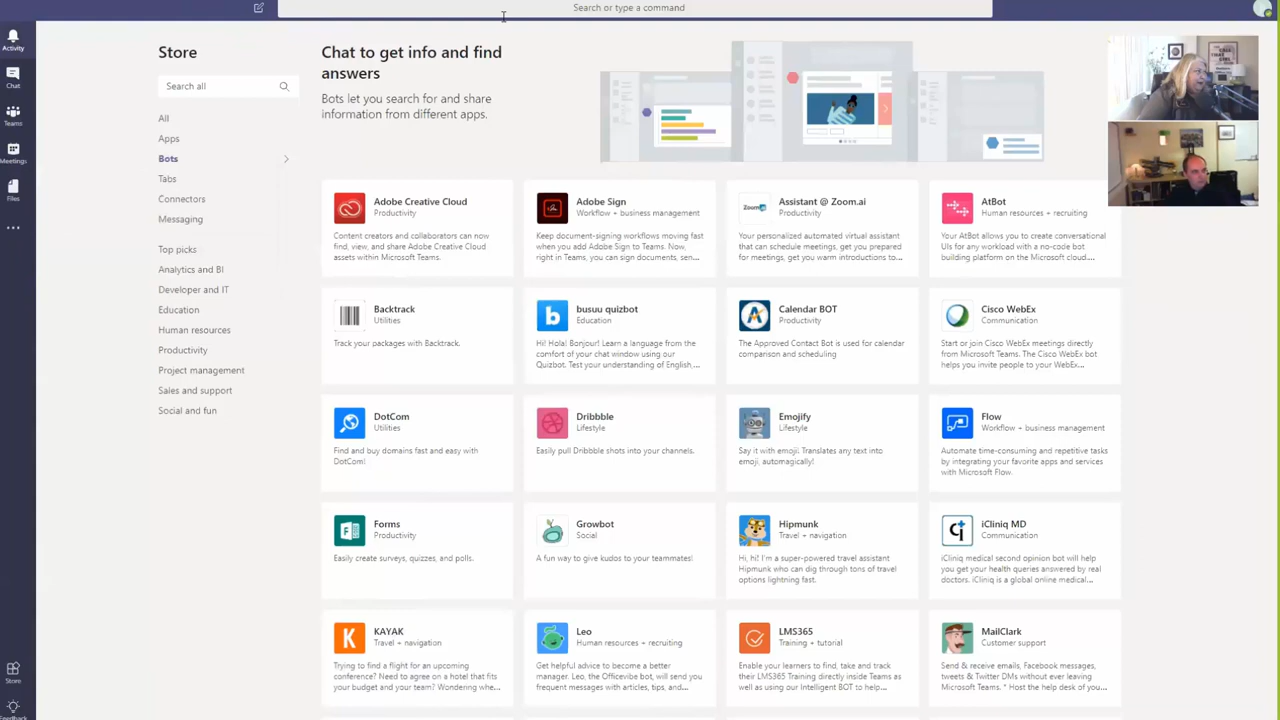 Search or type a command
Activity
Chat
Teams
Meetings
Files
Store
Feedback
Store
Search all
All
Apps
Bots
Tabs
Connectors
Messaging
Top picks
Analytics and BI
Developer and IT
Education
Human resources
Productivity
Project management
Sales and support
Social and fun
Chat to get info and find
answers
Bots let you search for and share
information from different apps.
Adobe Creative Cloud
Productivity
Content creators and collaborators can now
find, view, and share Adobe Creative Cloud
assets within Microsoft Teams.
Adobe Sign
Workflow + business management
Keep document-signing workflows moving fast
when you add Adobe Sign to Teams. Now,
right in Teams, you can sign documents, sen...
Zoom.ai
Assistant @ Zoom.ai
Productivity
Your personalized automated virtual assistant
that can schedule meetings, get you prepared
for meetings, get you warm introductions to...
AtBot
Human resources + recruiting
Your AtBot allows you to create conversational
UIs for any workload with a no-code bot
building platform on the Microsoft cloud....
Backtrack
Utilities
Track your packages with Backtrack.
b
busuu quizbot
Education
Hi! Hola! Bonjour! Learn a language from the
comfort of your chat window using our
Quizbot. Test your understanding of English,...
Calendar BOT
Productivity
The Approved Contact Bot is used for calendar
comparison and scheduling
Cisco WebEx
Communication
Start or join Cisco WebEx meetings directly
from Microsoft Teams. The Cisco WebEx bot
helps you invite people to your WebEx...
DotCom
Utilities
Find and buy domains fast and easy with
DotCom!
Dribbble
Lifestyle
Easily pull Dribbble shots into your channels.
Emojify
Lifestyle
Say it with emoji. Translates any text into
emoji, automagically!
Flow
Workflow + business management
Automate time-consuming and repetitive tasks
by integrating your favorite apps and services
with Microsoft Flow.
F
Forms
Productivity
Easily create surveys, quizzes, and polls.
Growbot
Social
A fun way to give kudos to your teammates!
Hipmunk
Travel + navigation
Hi, hi! I'm a super-powered travel assistant
Hipmunk who can dig through tons of travel
options lightning fast.
iCliniq MD
Communication
iCliniq medical second opinion bot will help
you get your health queries answered by real
doctors. iCliniq is a global online medical...
K
KAYAK
Travel + navigation
Trying to find a flight for an upcoming
conference? Need to agree on a hotel that fits
your budget and your team? Wondering whe...
Leo
Human resources + recruiting
Get helpful advice to become a better
manager. Leo, the Officevibe bot, will send you
frequent messages with articles, tips, and...
LMS365
Training + tutorial
Enable your learners to find, take and track
their LMS365 Training directly inside Teams
as well as using our Intelligent BOT to help...
MailClark
Customer support
Send & receive emails, Facebook messages,
tweets & Twitter DMs without ever leaving
Microsoft Teams. * Host the help desk of you...